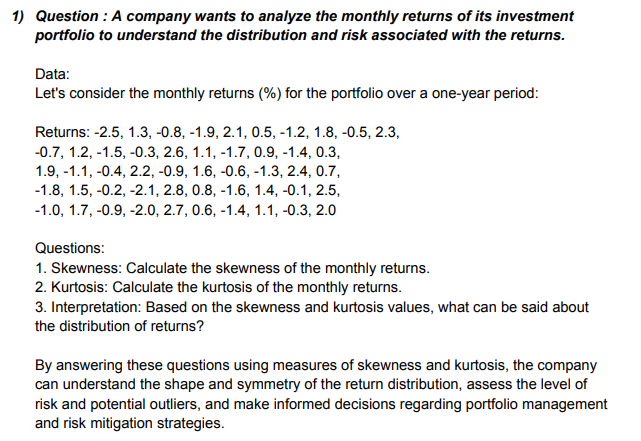 1) Question : A company wants to analyze the monthly returns of its investment
portfolio to understand the distribution and risk associated with the returns.
Data:
Let's consider the monthly returns (%) for the portfolio over a one-year period:
Returns: -2.5, 1.3, -0.8, -1.9, 2.1, 0.5, -1.2, 1.8, -0.5, 2.3,
-0.7, 1.2, -1.5, -0.3, 2.6, 1.1, -1.7, 0.9, -1.4, 0.3,
1.9, -1.1, -0.4, 2.2, -0.9, 1.6, -0.6, -1.3, 2.4, 0.7,
-1.8, 1.5, -0.2, -2.1, 2.8, 0.8, -1.6, 1.4, -0.1, 2.5,
-1.0, 1.7, -0.9, -2.0, 2.7, 0.6, -1.4, 1.1, -0.3, 2.0
Questions:
1. Skewness: Calculate the skewness of the monthly returns.
2. Kurtosis: Calculate the kurtosis of the monthly returns.
3. Interpretation: Based on the skewness and kurtosis values, what can be said about
the distribution of returns?
By answering these questions using measures of skewness and kurtosis, the company
can understand the shape and symmetry of the return distribution, assess the level of
risk and potential outliers, and make informed decisions regarding portfolio management
and risk mitigation strategies.